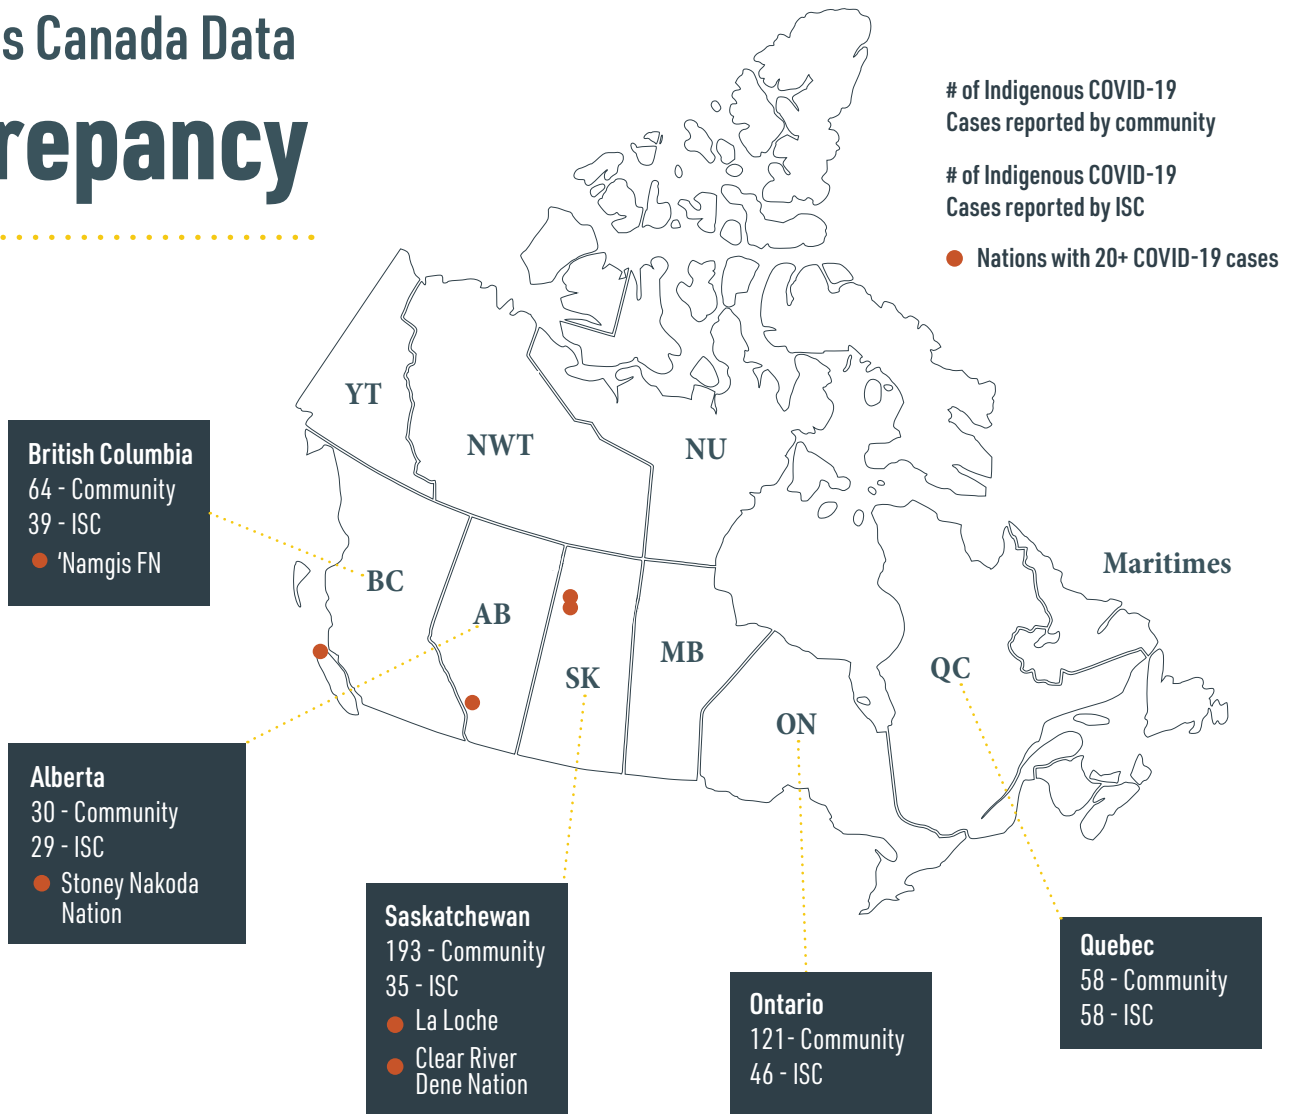 s Canada Data
repancy
# of Indigenous COVID-19
Cases reported by community
# of Indigenous COVID-19
Cases reported by ISC
Nations with 20+ COVID-19 cases
YT
NWT
NU
British Columbia
64 - Community
39 - ISC
‘Namgis FN
BC
AB
SK
MB
ON
QC
Maritimes
Alberta
30 - Community
29 - ISC
Stoney Nakoda
Nation
Saskatchewan
193 - Community
35 - ISC
La Loche
Clear River
Dene Nation
Ontario
121- Community
46 - ISC
Quebec
58 - Community
58 - ISC